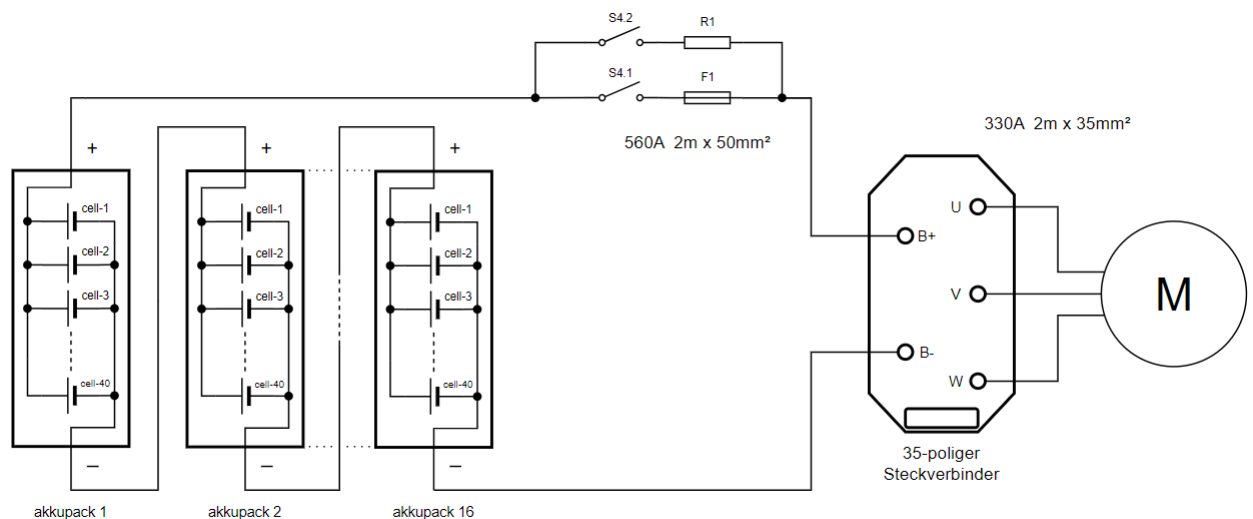 S4.2
R1
S4.1
F1
560A 2m x 50mm²
330A 2m x 35mm²
+
+
+
cell-1
cell-2
cell-3
cell-40
cell-1
cell-2
cell-3
cell-40
cell-1
cell-2
cell-3
cell-40
–
–
–
akkupack 1
akkupack 2
akkupack 16
U
B+
V
B-
W
M
35-poliger
Steckverbinder